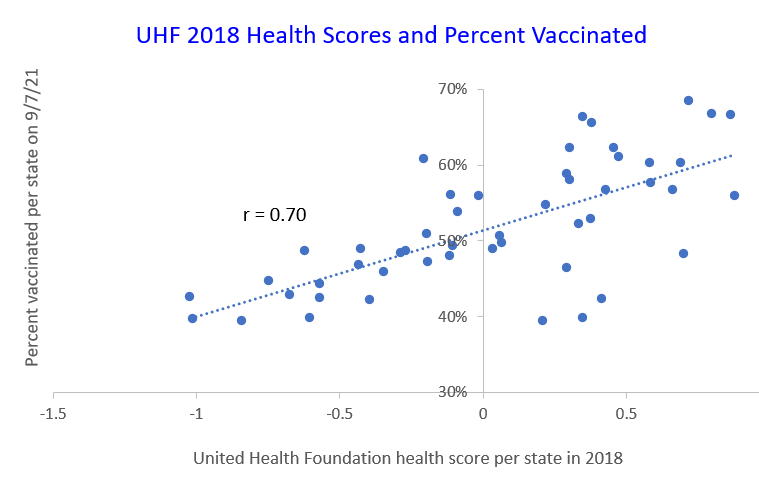 UHF 2018 Health Scores and Percent Vaccinated
Percent vaccinated per state on 9/7/21
70%
60%
r = 0.70
50%
40%
30%
-1.5 -1 -0.5 0 0.5
United Health Foundation health score per state in 2018